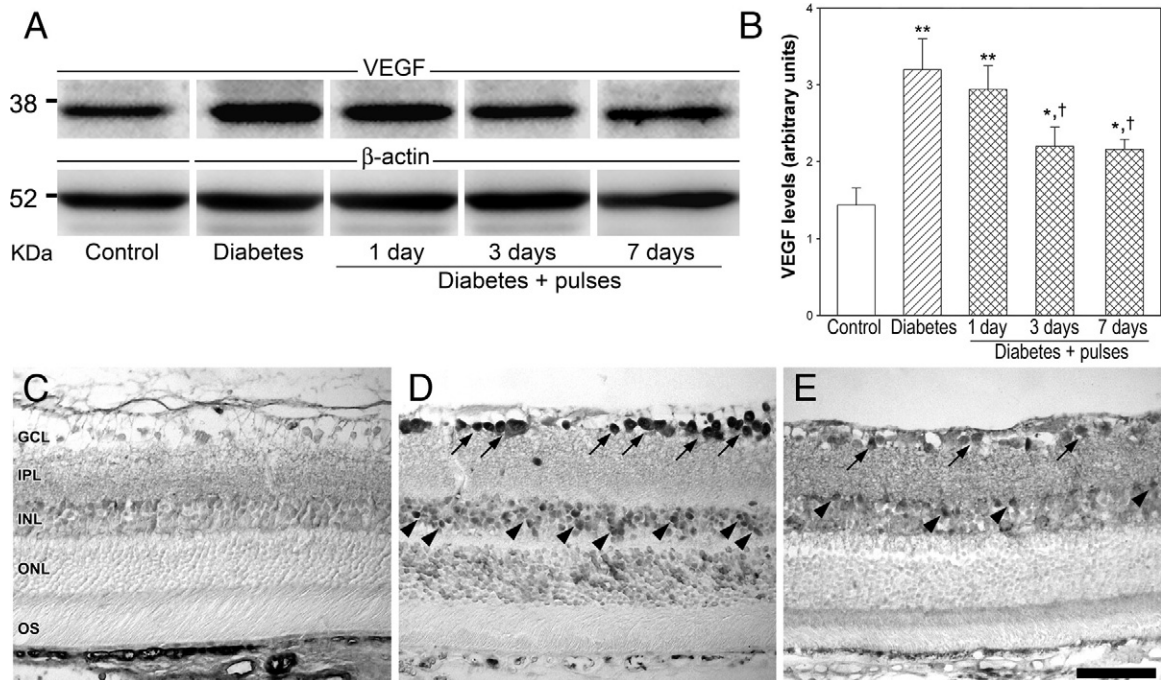 A
VEGF
38
β-actin
52
KDa
Control Diabetes 1 day 3 days 7 days
Diabetes + pulses
B
VEGF levels (arbitrary units)
4
3
2
1
0
**
**
*,†
*,†
Control Diabetes 1 day 3 days 7 days
Diabetes + pulses
C
GCL
IPL
INL
ONL
OS
D
E